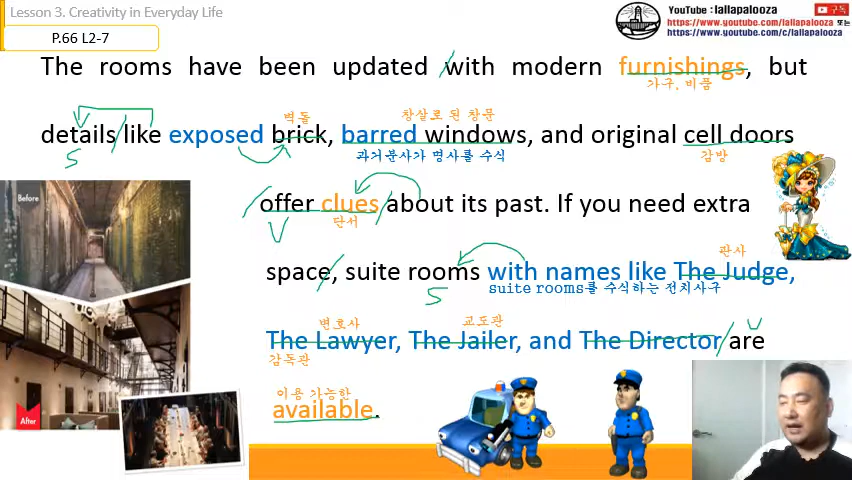 Lesson 3. Creativity in Everyday Life
P.66 L2-7
YouTube : lallapalooza
구독
https://www.youtube.com/lallapalooza 또는
https://www.youtube.com/c/lallapalooza
The rooms have been updated with modern furnishings, but
가구, 비품
벽돌
창살로 된 창문
details like exposed brick, barred windows, and original cell doors
S
과거분사가 명사를 수식
감방
offer clues about its past. If you need extra
V
단서
판사
space, suite rooms with names like The Judge,
S
suite rooms를 수식하는 전치사구
변호사
교도관
V
The Lawyer, The Jailer, and The Director are
감독관
이용 가능한
available.
Before
After